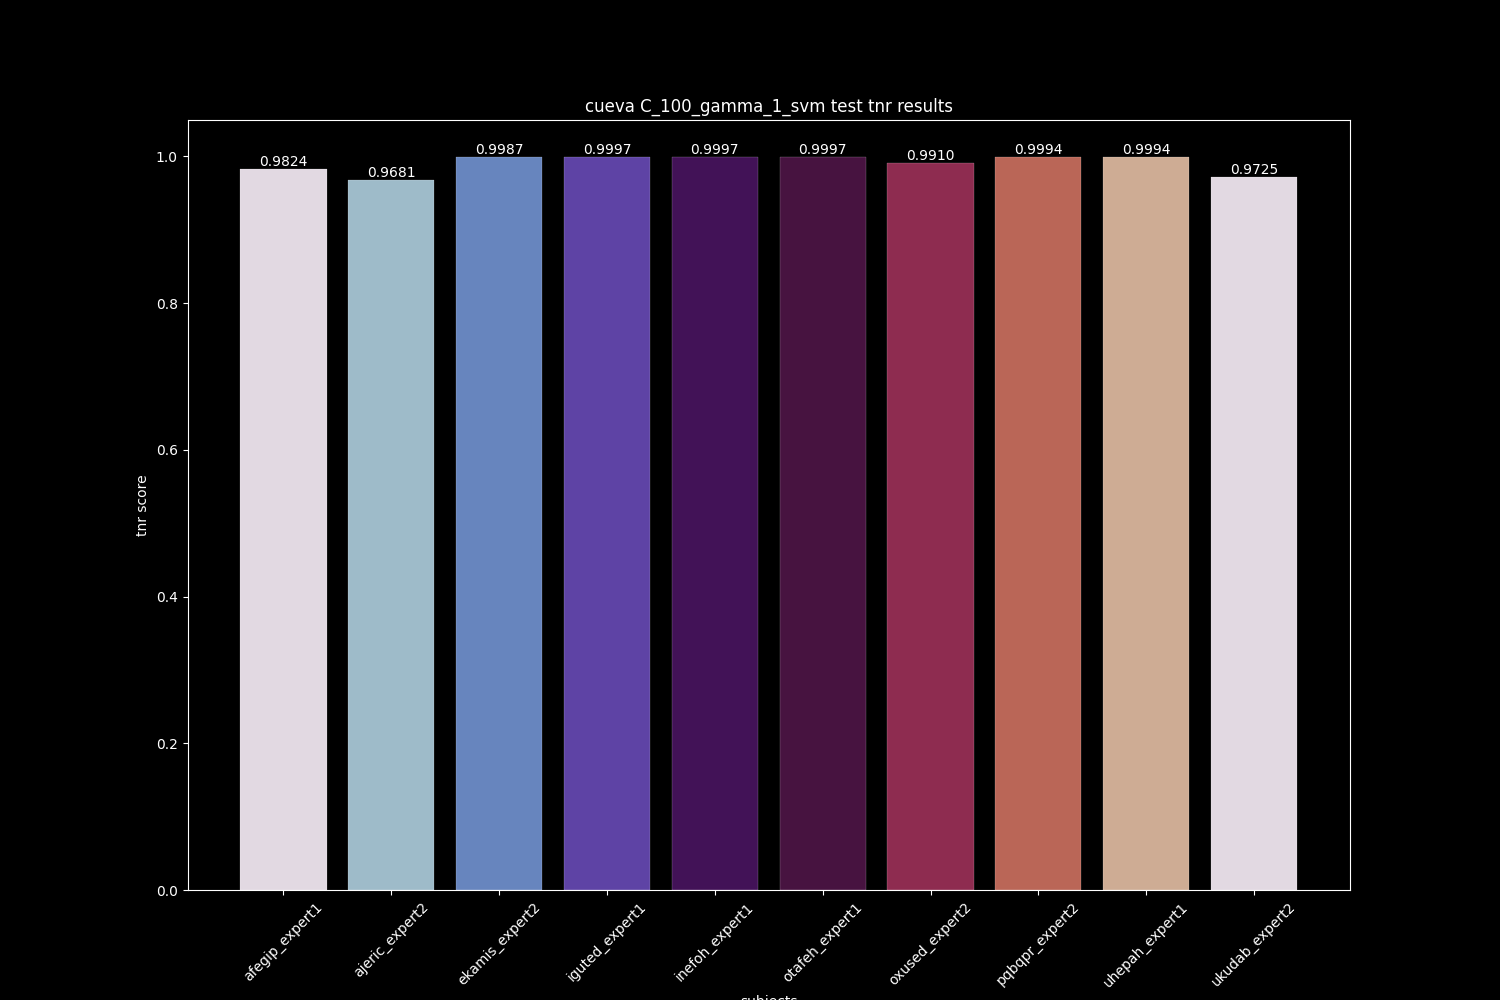 cueva C_100_gamma_1_svm test tnr results
0.9824 0.9681 0.9987 0.9997 0.9997 0.9997 0.9910 0.9994 0.9994 0.9725
1.0
0.8
0.6
0.4
0.2
0.0
tnr score
afegip_expert1
ajeric_expert2
ekamis_expert2
iguted_expert1
inefoh_expert1
otafeh_expert1
oxused_expert2
pqbqpr_expert2
uhepah_expert1
ukudab_expert2
subjects